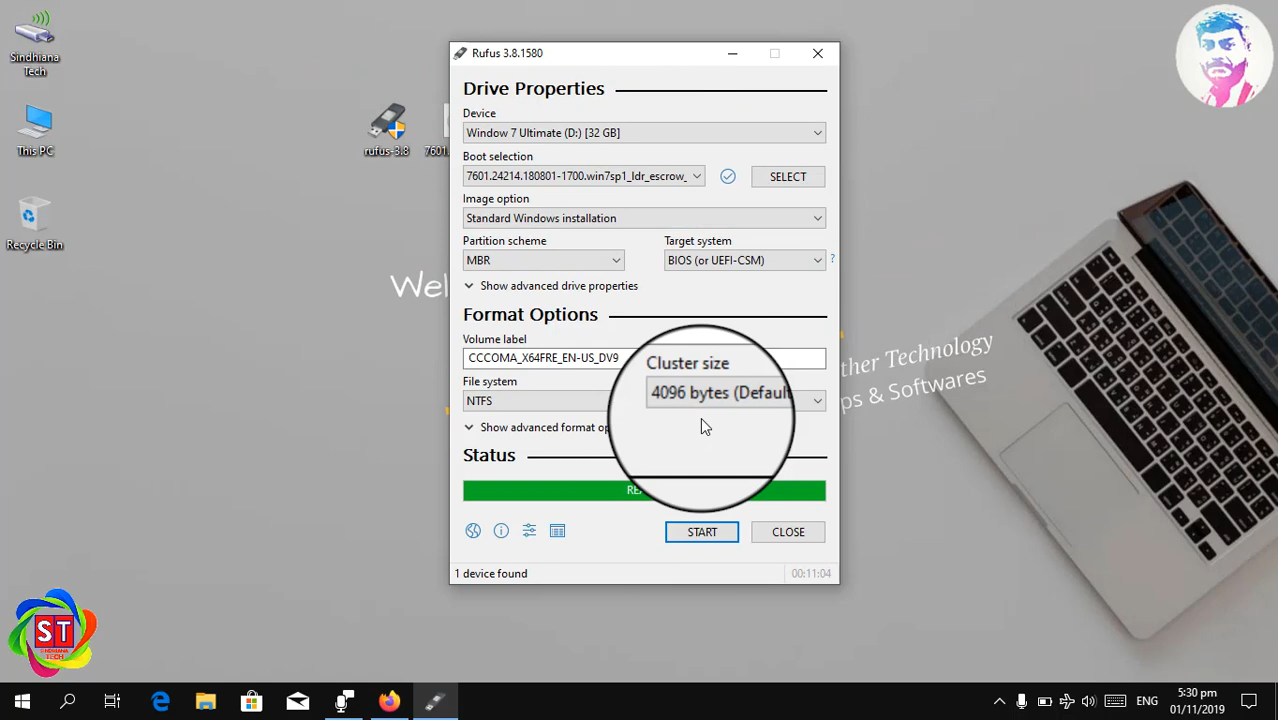 Sindhiana
Tech
This PC
Recycle Bin
rufus-3.8
7601.
Wel
ther Technology
ps & Softwares
Rufus 3.8.1580
Drive Properties
Device
Window 7 Ultimate (D:) [32 GB]
Boot selection
7601.24214.180801-1700.win7sp1_ldr_escrow_
SELECT
Image option
Standard Windows installation
Partition scheme
Target system
MBR
BIOS (or UEFI-CSM)
?
Show advanced drive properties
Format Options
Volume label
CCCOMA_X64FRE_EN-US_DV9
File system
Cluster size
NTFS
4096 bytes (Default
Show advanced format op
Status
RE
START
CLOSE
1 device found
00:11:04
ST
SINDHIANA
TECH
ENG
5:30 pm
01/11/2019